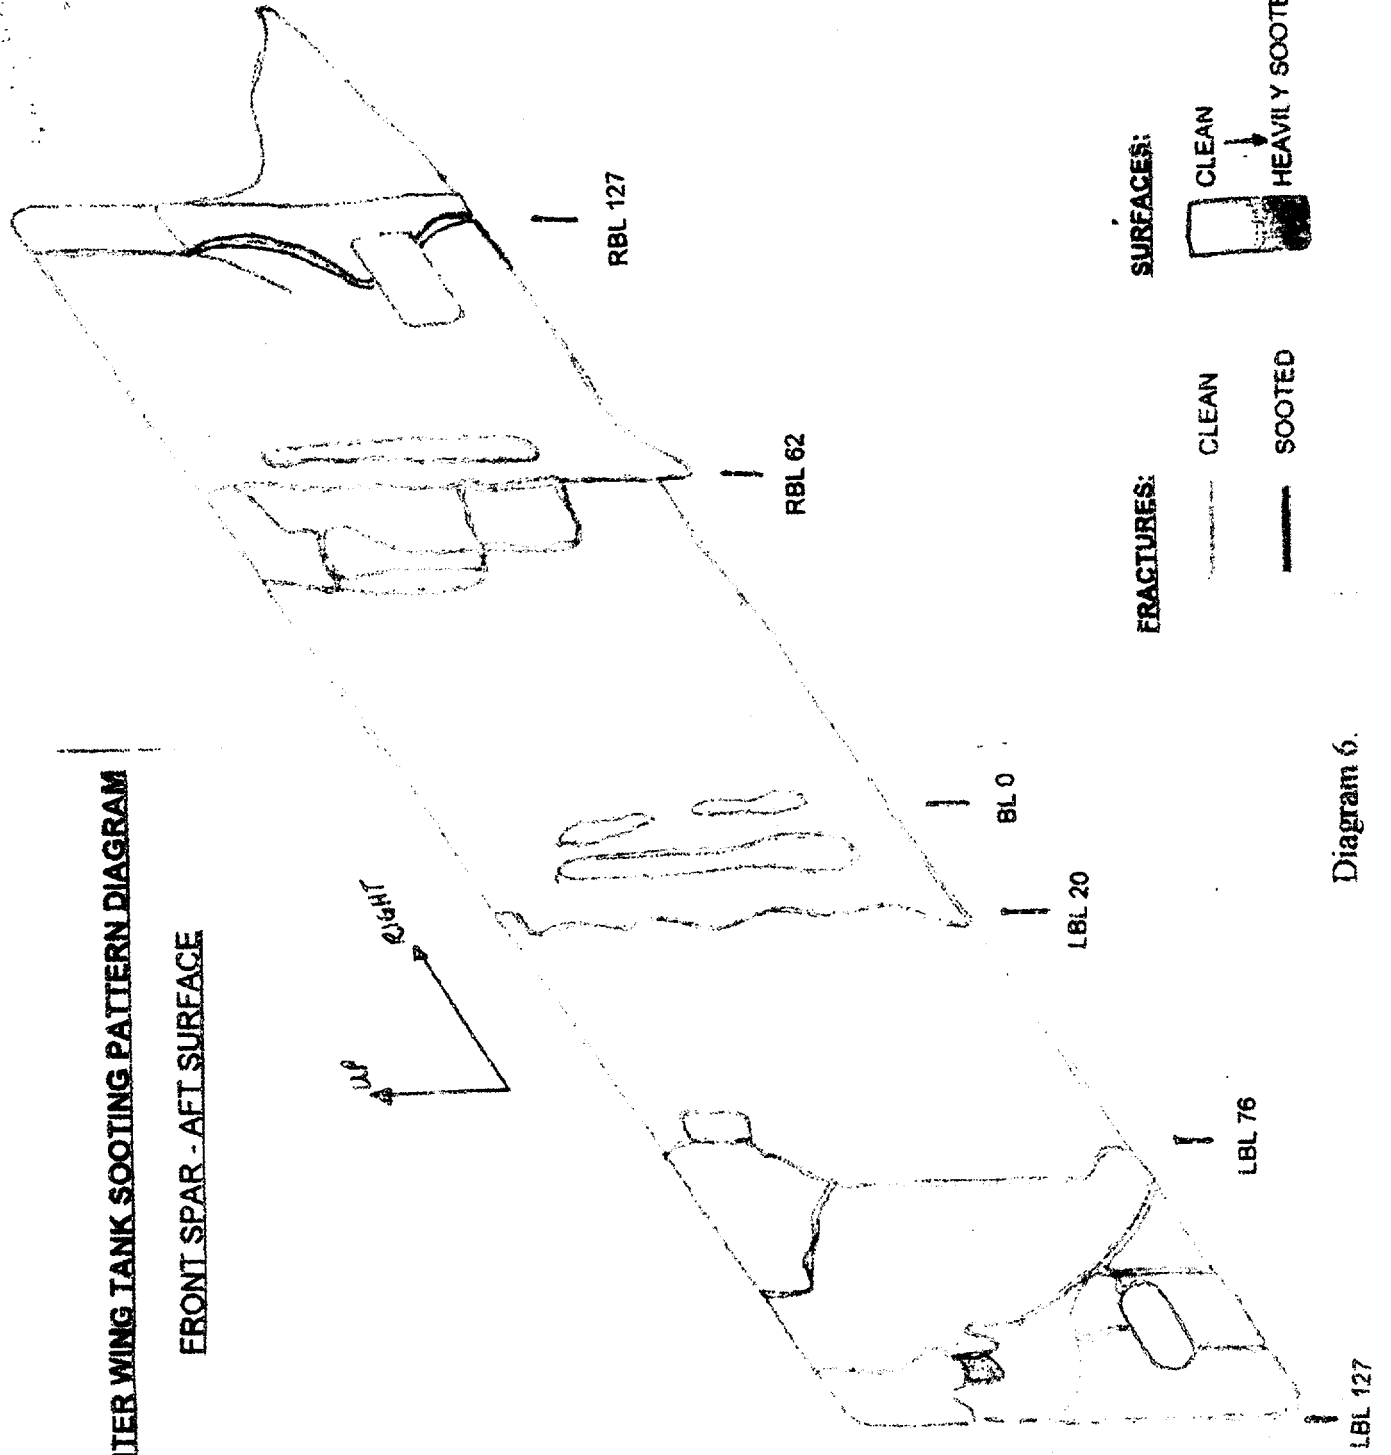 TER WING TANK SOOTING PATTERN DIAGRAM
FRONT SPAR - AFT SURFACE
UP
RIGHT
LBL 127
LBL 76
LBL 20
BL 0
RBL 62
RBL 127
FRACTURES:
CLEAN
SOOTED
SURFACES:
CLEAN
HEAVILY SOOTE
Diagram 6.